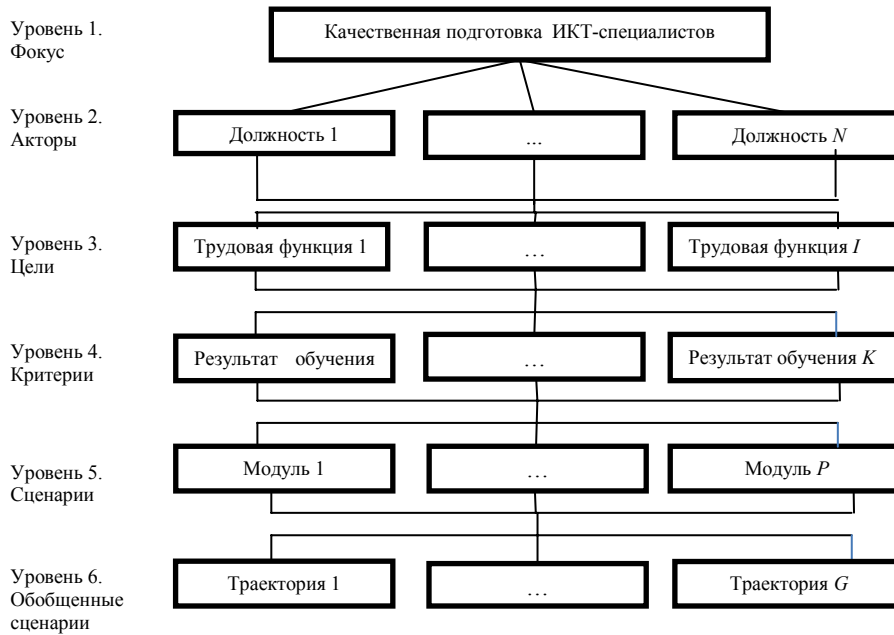 Уровень 1.
Фокус
Качественная подготовка ИКТ-специалистов
Уровень 2.
Акторы
Должность 1
...
Должность N
Уровень 3.
Цели
Трудовая функция 1
...
Трудовая функция I
Уровень 4.
Критерии
Результат обучения
...
Результат обучения K
Уровень 5.
Сценарии
Модуль 1
...
Модуль P
Уровень 6.
Обобщенные
сценарии
Траектория 1
...
Траектория G